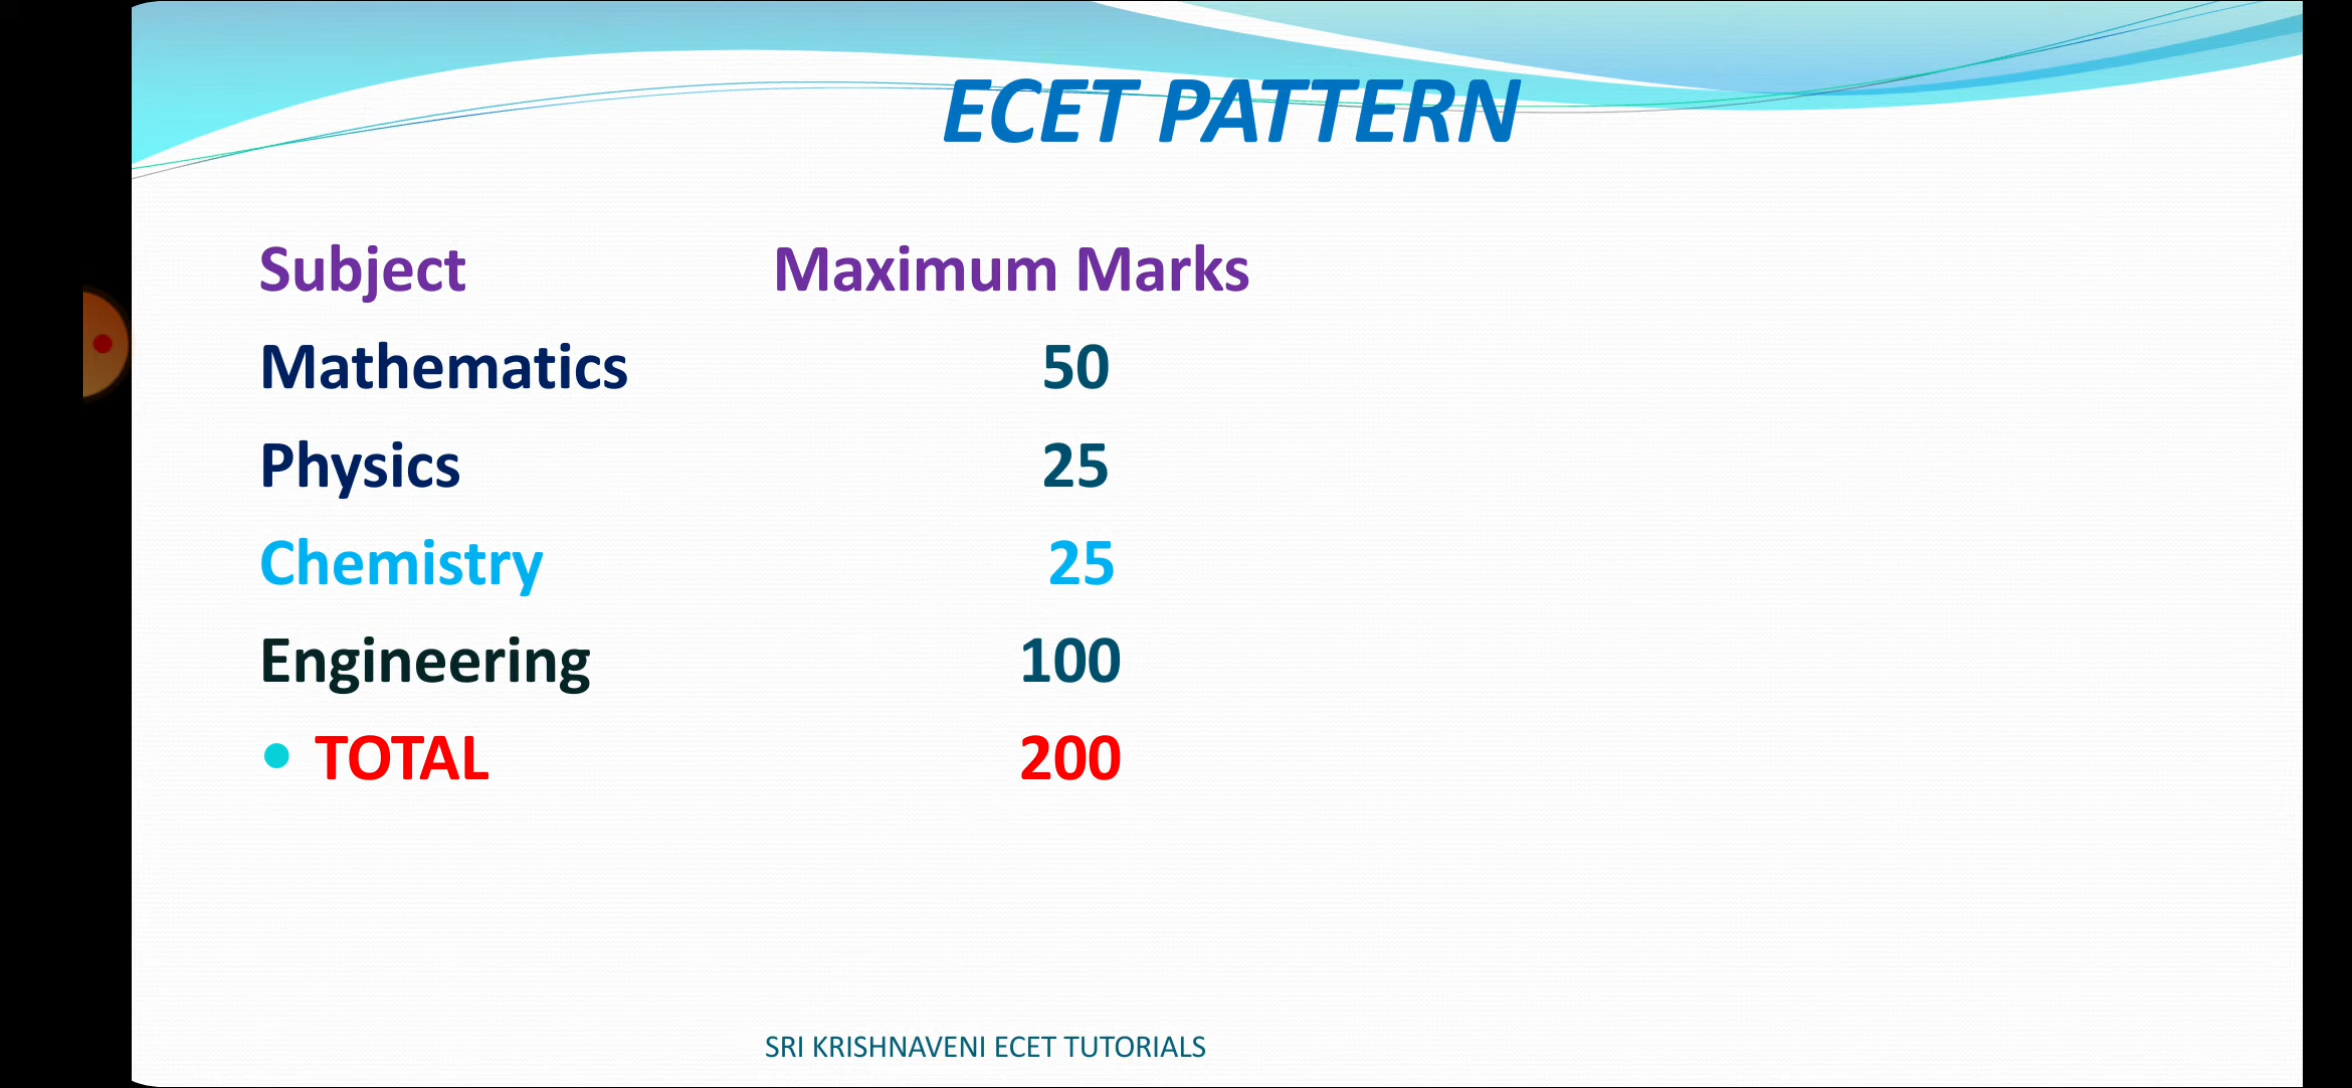 ECET PATTERN
Subject Maximum Marks
Mathematics 50
Physics 25
Chemistry 25
Engineering 100
• TOTAL 200
SRI KRISHNAVENI ECET TUTORIALS